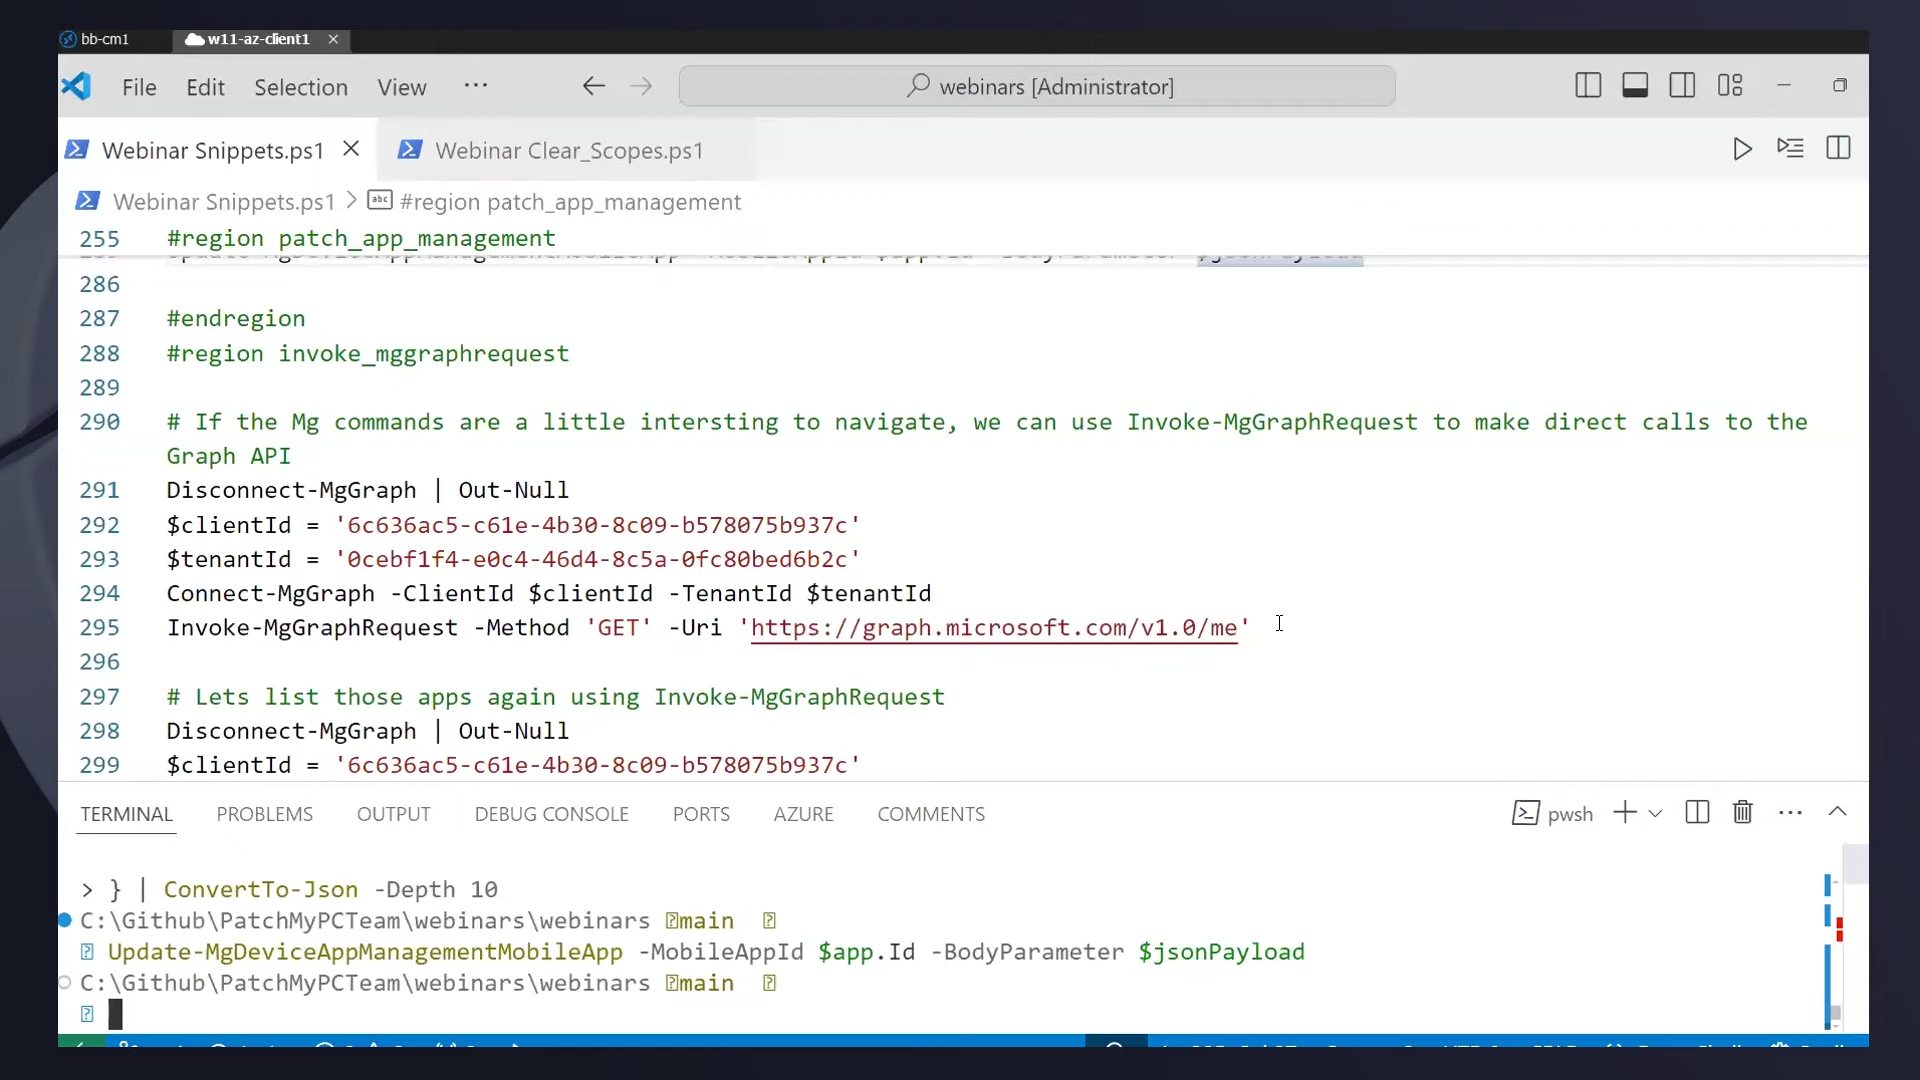 bb-cm1
w11-az-client1
File Edit Selection View ...
webinars [Administrator]
Webinar Snippets.ps1
Webinar Clear_Scopes.ps1
Webinar Snippets.ps1 > #region patch_app_management
255 #region patch_app_management
286
287 #endregion
288 #region invoke_mggraphrequest
289
290 # If the Mg commands are a little intersting to navigate, we can use Invoke-MgGraphRequest to make direct calls to the
Graph API
291 Disconnect-MgGraph | Out-Null
292 $clientId = '6c636ac5-c61e-4b30-8c09-b578075b937c'
293 $tenantId = '0cebf1f4-e0c4-46d4-8c5a-0fc80bed6b2c'
294 Connect-MgGraph -ClientId $clientId -TenantId $tenantId
295 Invoke-MgGraphRequest -Method 'GET' -Uri 'https://graph.microsoft.com/v1.0/me'
296
297 # Lets list those apps again using Invoke-MgGraphRequest
298 Disconnect-MgGraph | Out-Null
299 $clientId = '6c636ac5-c61e-4b30-8c09-b578075b937c'
TERMINAL PROBLEMS OUTPUT DEBUG CONSOLE PORTS AZURE COMMENTS
pwsh
> } | ConvertTo-Json -Depth 10
C:\Github\PatchMyPCTeam\webinars\webinars main
Update-MgDeviceAppManagementMobileApp -MobileAppId $app.Id -BodyParameter $jsonPayload
C:\Github\PatchMyPCTeam\webinars\webinars main